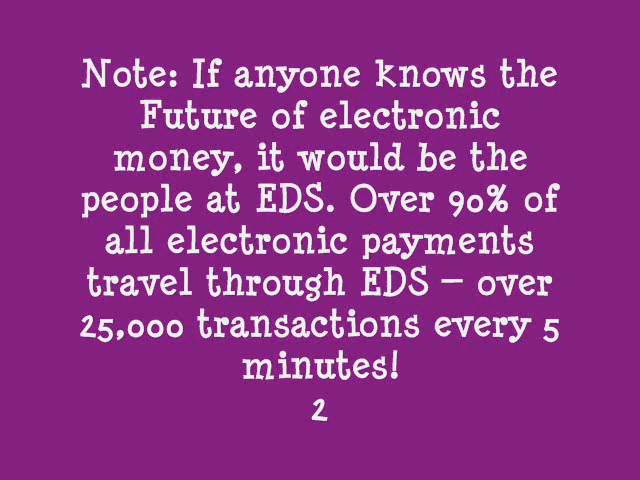 Note: If anyone knows the
Future of electronic
money, it would be the
people at EDS. Over 90% of
all electronic payments
travel through EDS – over
25,000 transactions every 5
minutes!
2